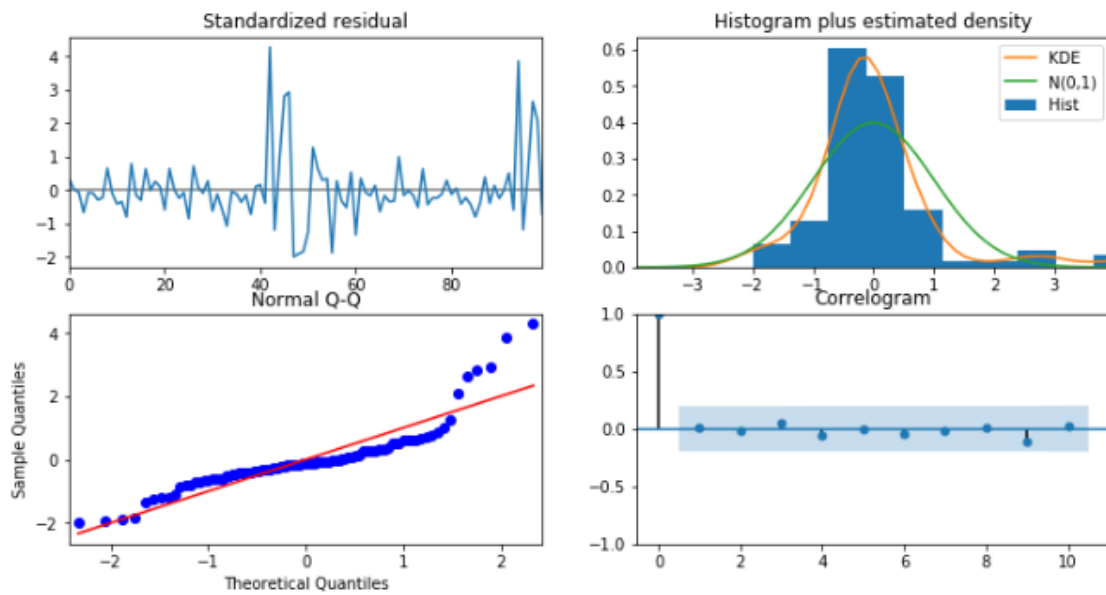 Standardized residual
4
3
2
1
0
−1
−2
0 20 40 60 80
Histogram plus estimated density
KDE
N(0,1)
Hist
0.6
0.5
0.4
0.3
0.2
0.1
0.0
−3 −2 −1 0 1 2 3
Normal Q-Q
Sample Quantiles
4
2
0
−2
−2 −1 0 1 2
Theoretical Quantiles
Correlogram
1.0
0.5
0.0
−0.5
−1.0
0 2 4 6 8 10